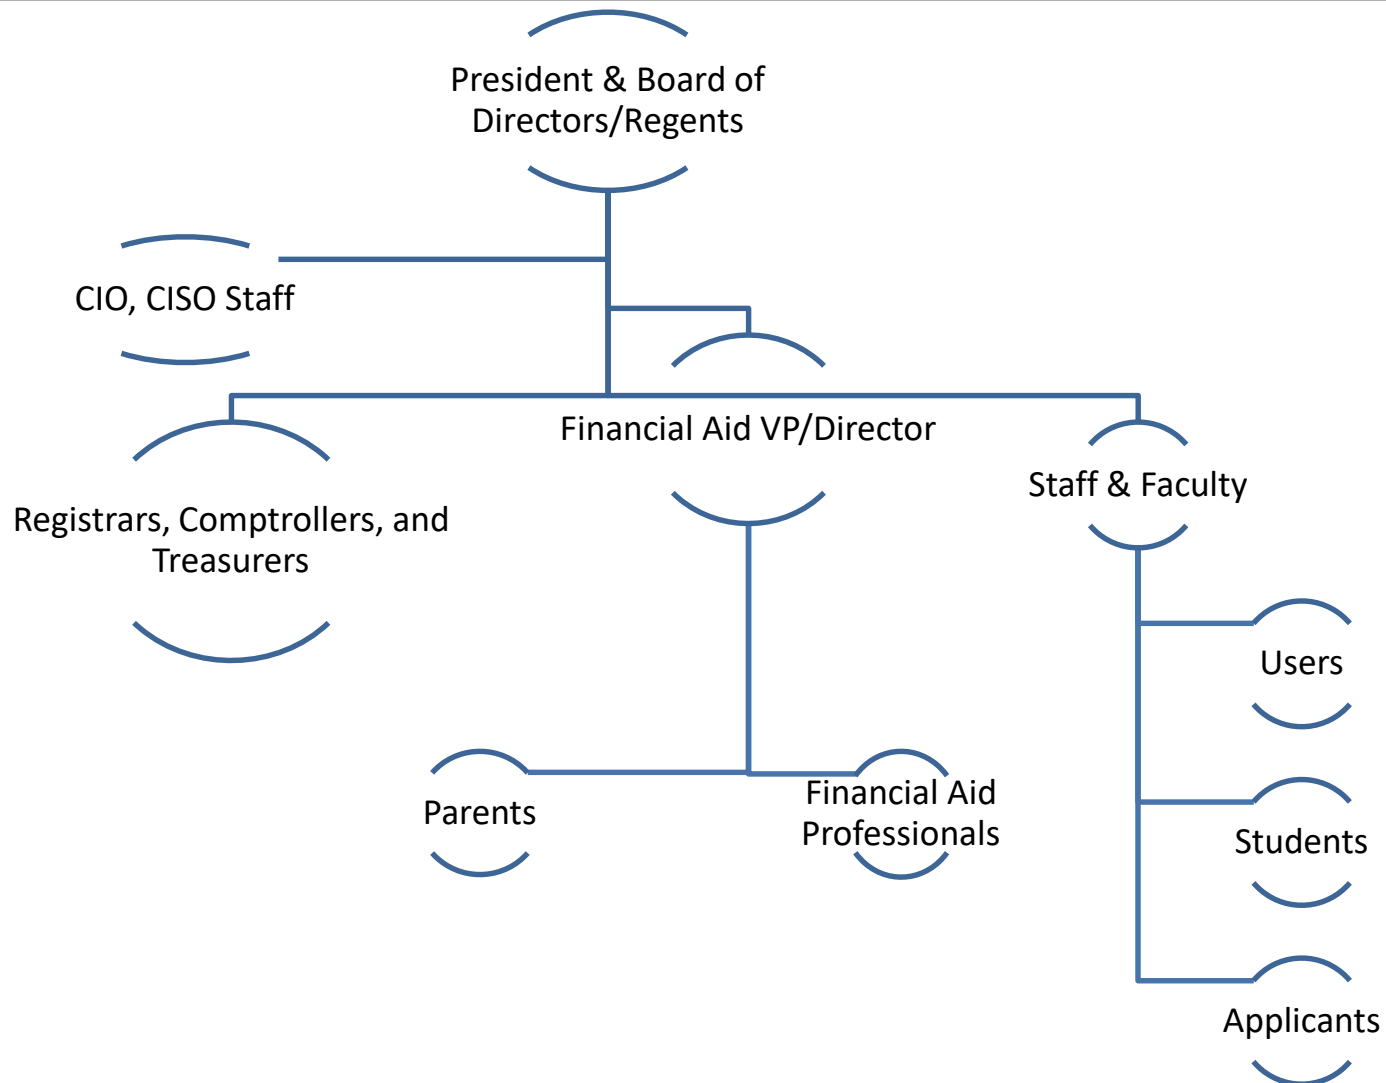 President & Board of
Directors/Regents
CIO, CISO Staff
Financial Aid VP/Director
Staff & Faculty
Registrars, Comptrollers, and
Treasurers
Users
Parents
Financial Aid
Professionals
Students
Applicants